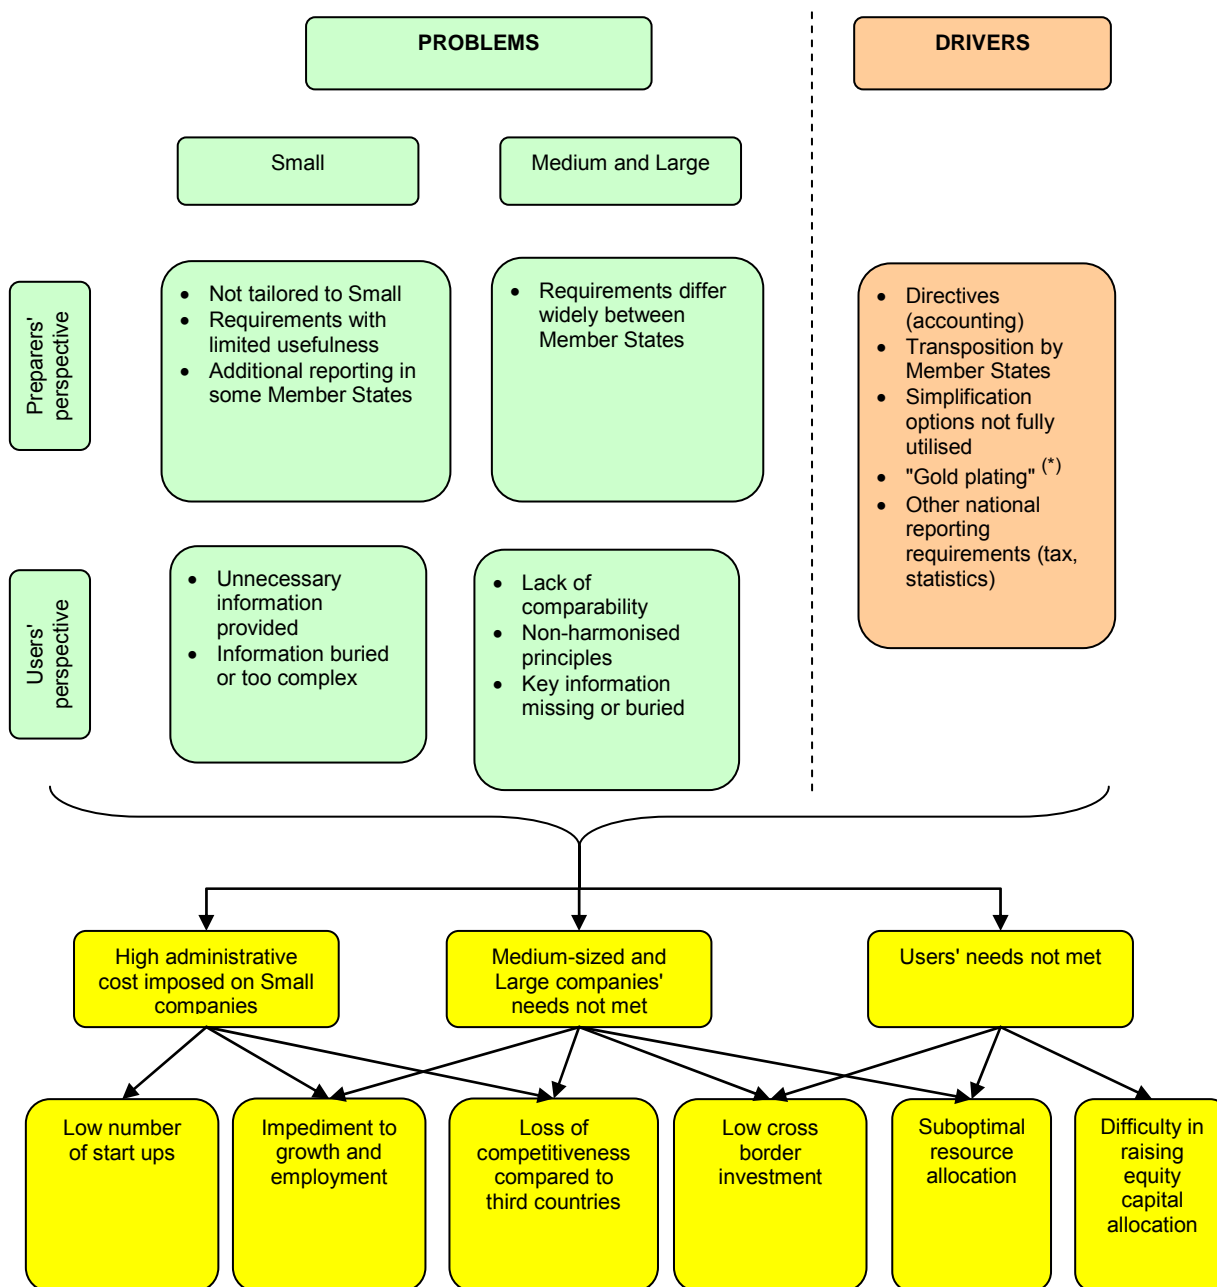 PROBLEMS
DRIVERS
Small
Medium and Large
Preparers'
perspective
• Not tailored to Small
• Requirements with
limited usefulness
• Additional reporting in
some Member States
• Requirements differ
widely between
Member States
• Directives
(accounting)
• Transposition by
Member States
• Simplification
options not fully
utilised
• "Gold plating" (*)
• Other national
reporting
requirements (tax,
statistics)
Users'
perspective
• Unnecessary
information
provided
• Information buried
or too complex
• Lack of
comparability
• Non-harmonised
principles
• Key information
missing or buried
High administrative
cost imposed on Small
companies
Medium-sized and
Large companies'
needs not met
Users' needs not met
Low number
of start ups
Impediment to
growth and
employment
Loss of
competitiveness
compared to
third countries
Low cross
border
investment
Suboptimal
resource
allocation
Difficulty in
raising
equity
capital
allocation